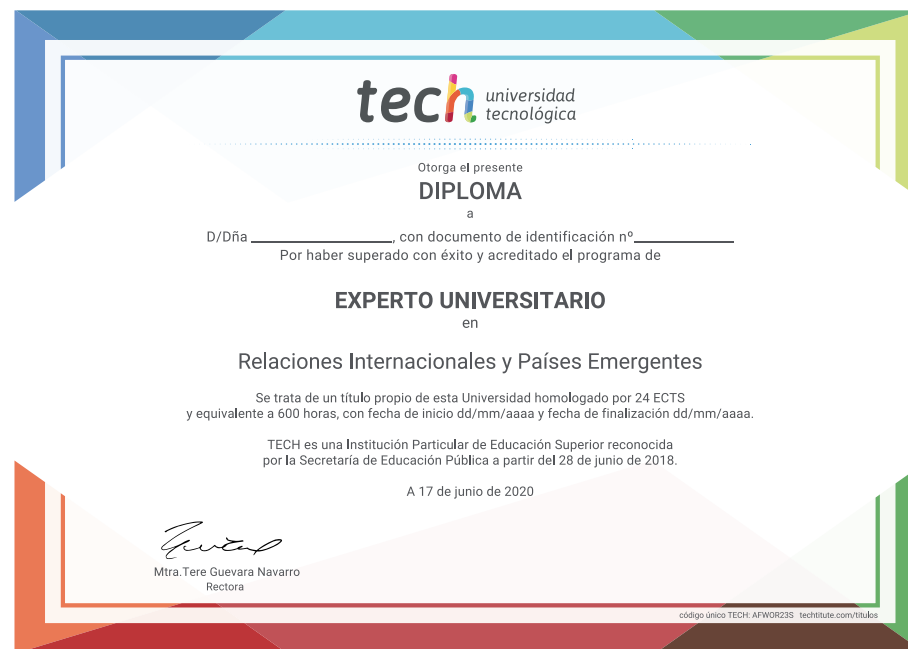 tech universidad
tecnológica
Otorga el presente
DIPLOMA
a
D/Dña ____________________, con documento de identificación nº______________
Por haber superado con éxito y acreditado el programa de
EXPERTO UNIVERSITARIO
en
Relaciones Internacionales y Países Emergentes
Se trata de un título propio de esta Universidad homologado por 24 ECTS
y equivalente a 600 horas, con fecha de inicio dd/mm/aaaa y fecha de finalización dd/mm/aaaa.
TECH es una Institución Particular de Educación Superior reconocida
por la Secretaría de Educación Pública a partir del 28 de junio de 2018.
A 17 de junio de 2020
Mtra.Tere Guevara Navarro
Rectora
código único TECH: AFWOR23S techtitute.com/titulos